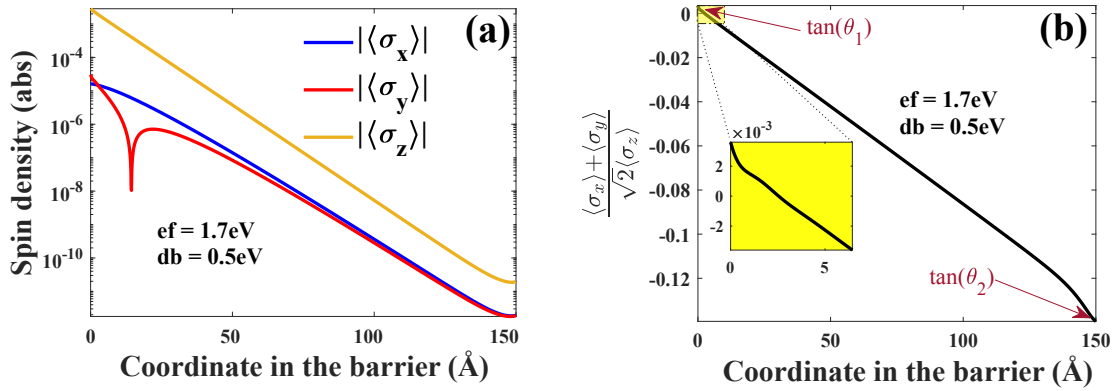 (a)
|⟨σx⟩|
|⟨σy⟩|
|⟨σz⟩|
ef = 1.7eV
db = 0.5eV
Spin density (abs)
10-4
10-6
10-8
10-10
0
50
100
150
Coordinate in the barrier (Å)
(b)
tan(θ1)
ef = 1.7eV
db = 0.5eV
×10-3
2
0
-2
0
5
tan(θ2)
⟨σx⟩+⟨σy⟩
√2⟨σz⟩
0
-0.02
-0.04
-0.06
-0.08
-0.1
-0.12
0
50
100
150
Coordinate in the barrier (Å)